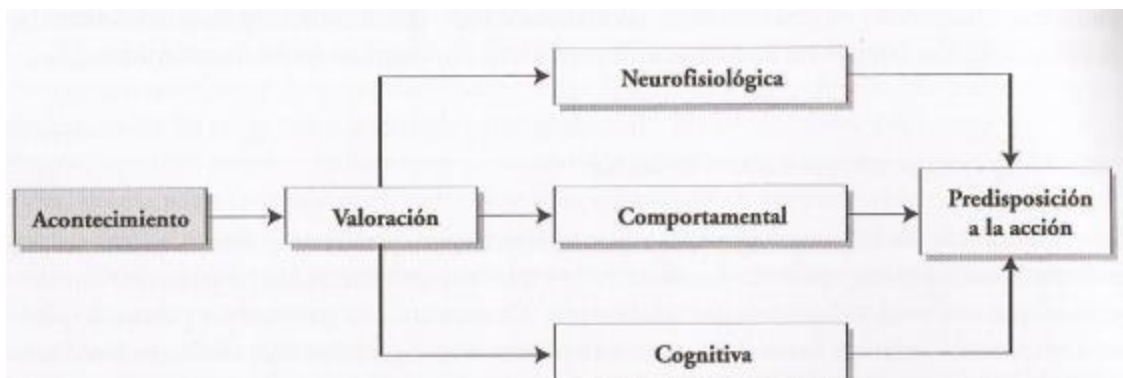 Neurofisiológica
Acontecimiento
Valoración
Comportamental
Predisposición
a la acción
Cognitiva